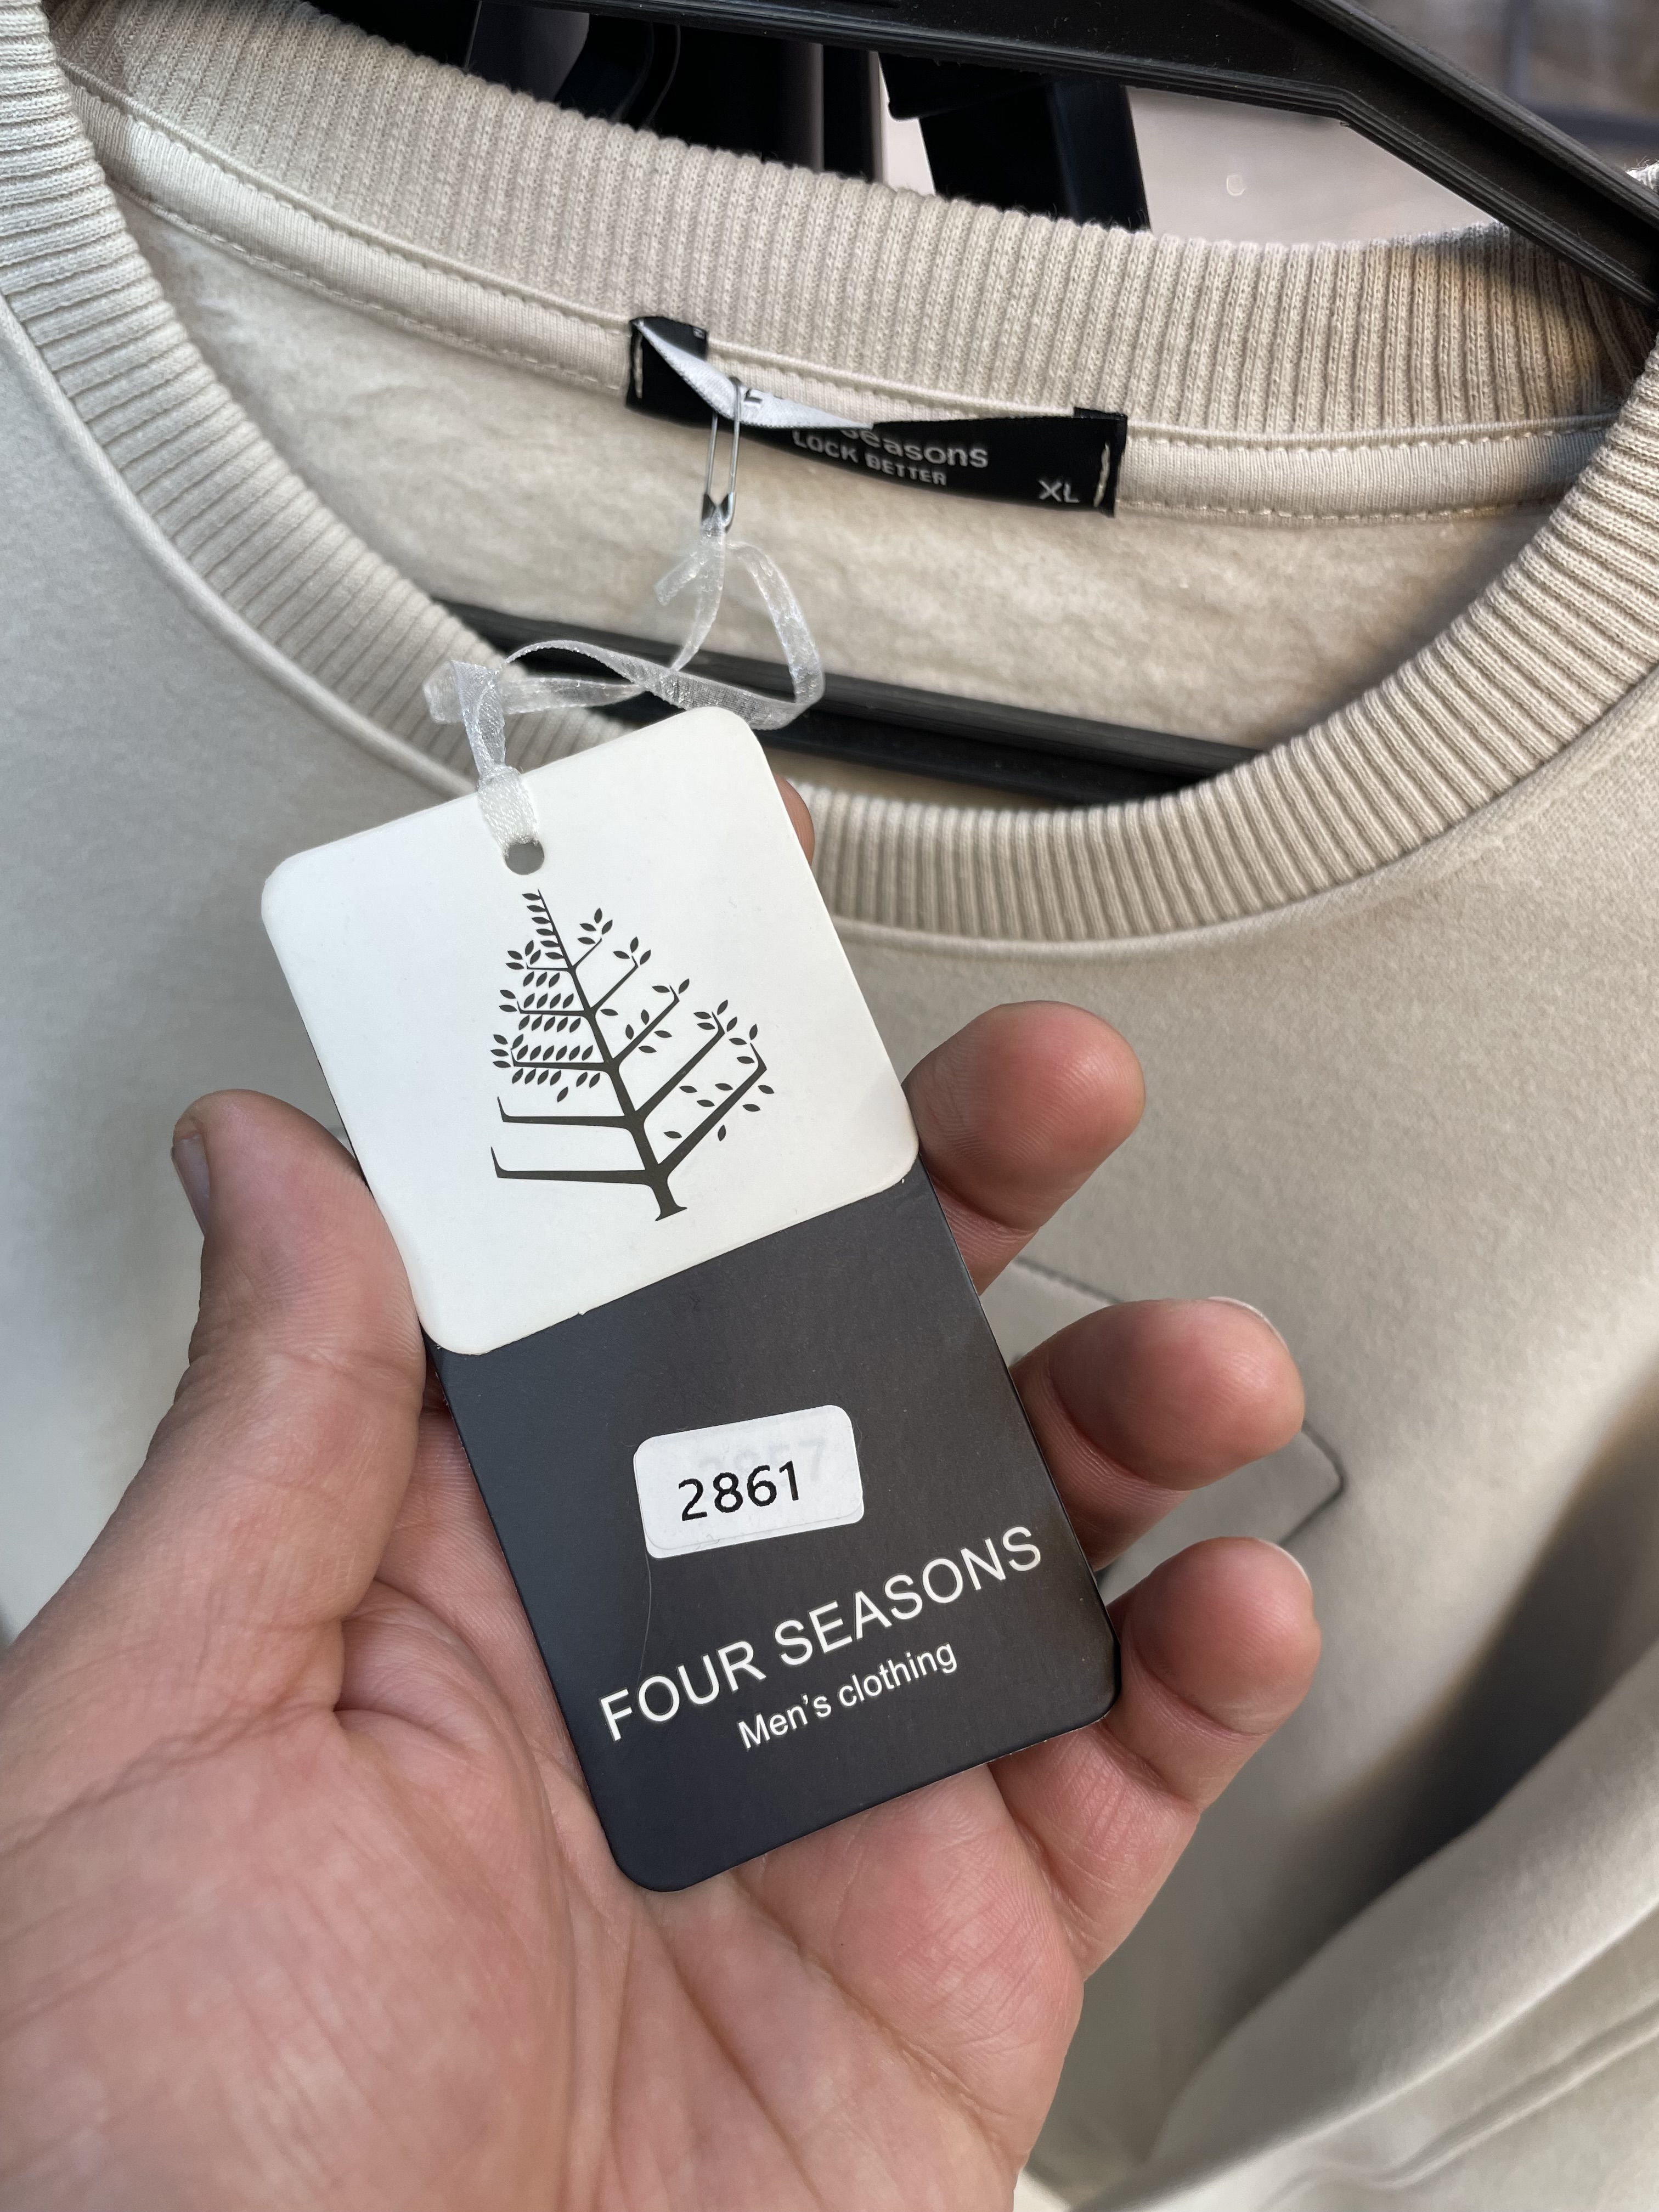 seasons
LOCK BETTER
XL
2861
FOUR SEASONS
Men's clothing